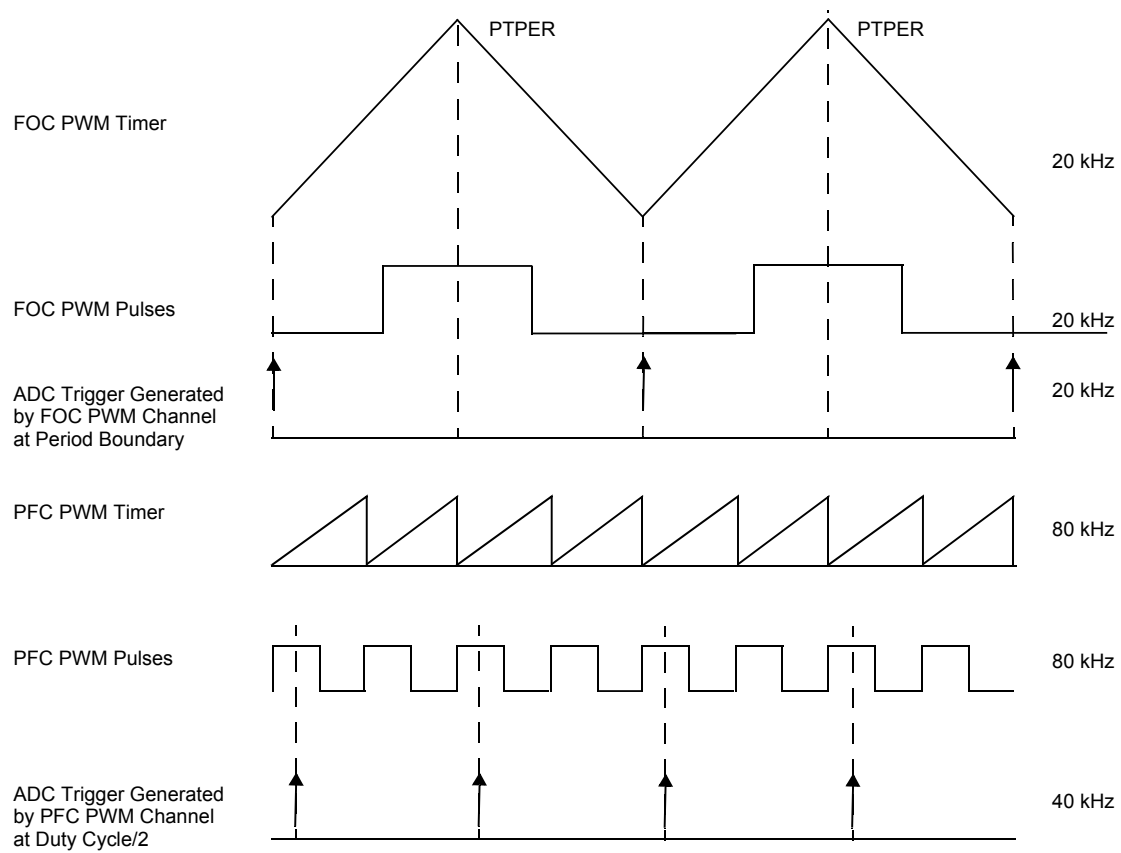 PTPER
PTPER
FOC PWM Timer
20 kHz
FOC PWM Pulses
20 kHz
ADC Trigger Generated
by FOC PWM Channel
at Period Boundary
20 kHz
PFC PWM Timer
80 kHz
PFC PWM Pulses
80 kHz
ADC Trigger Generated
by PFC PWM Channel
at Duty Cycle/2
40 kHz